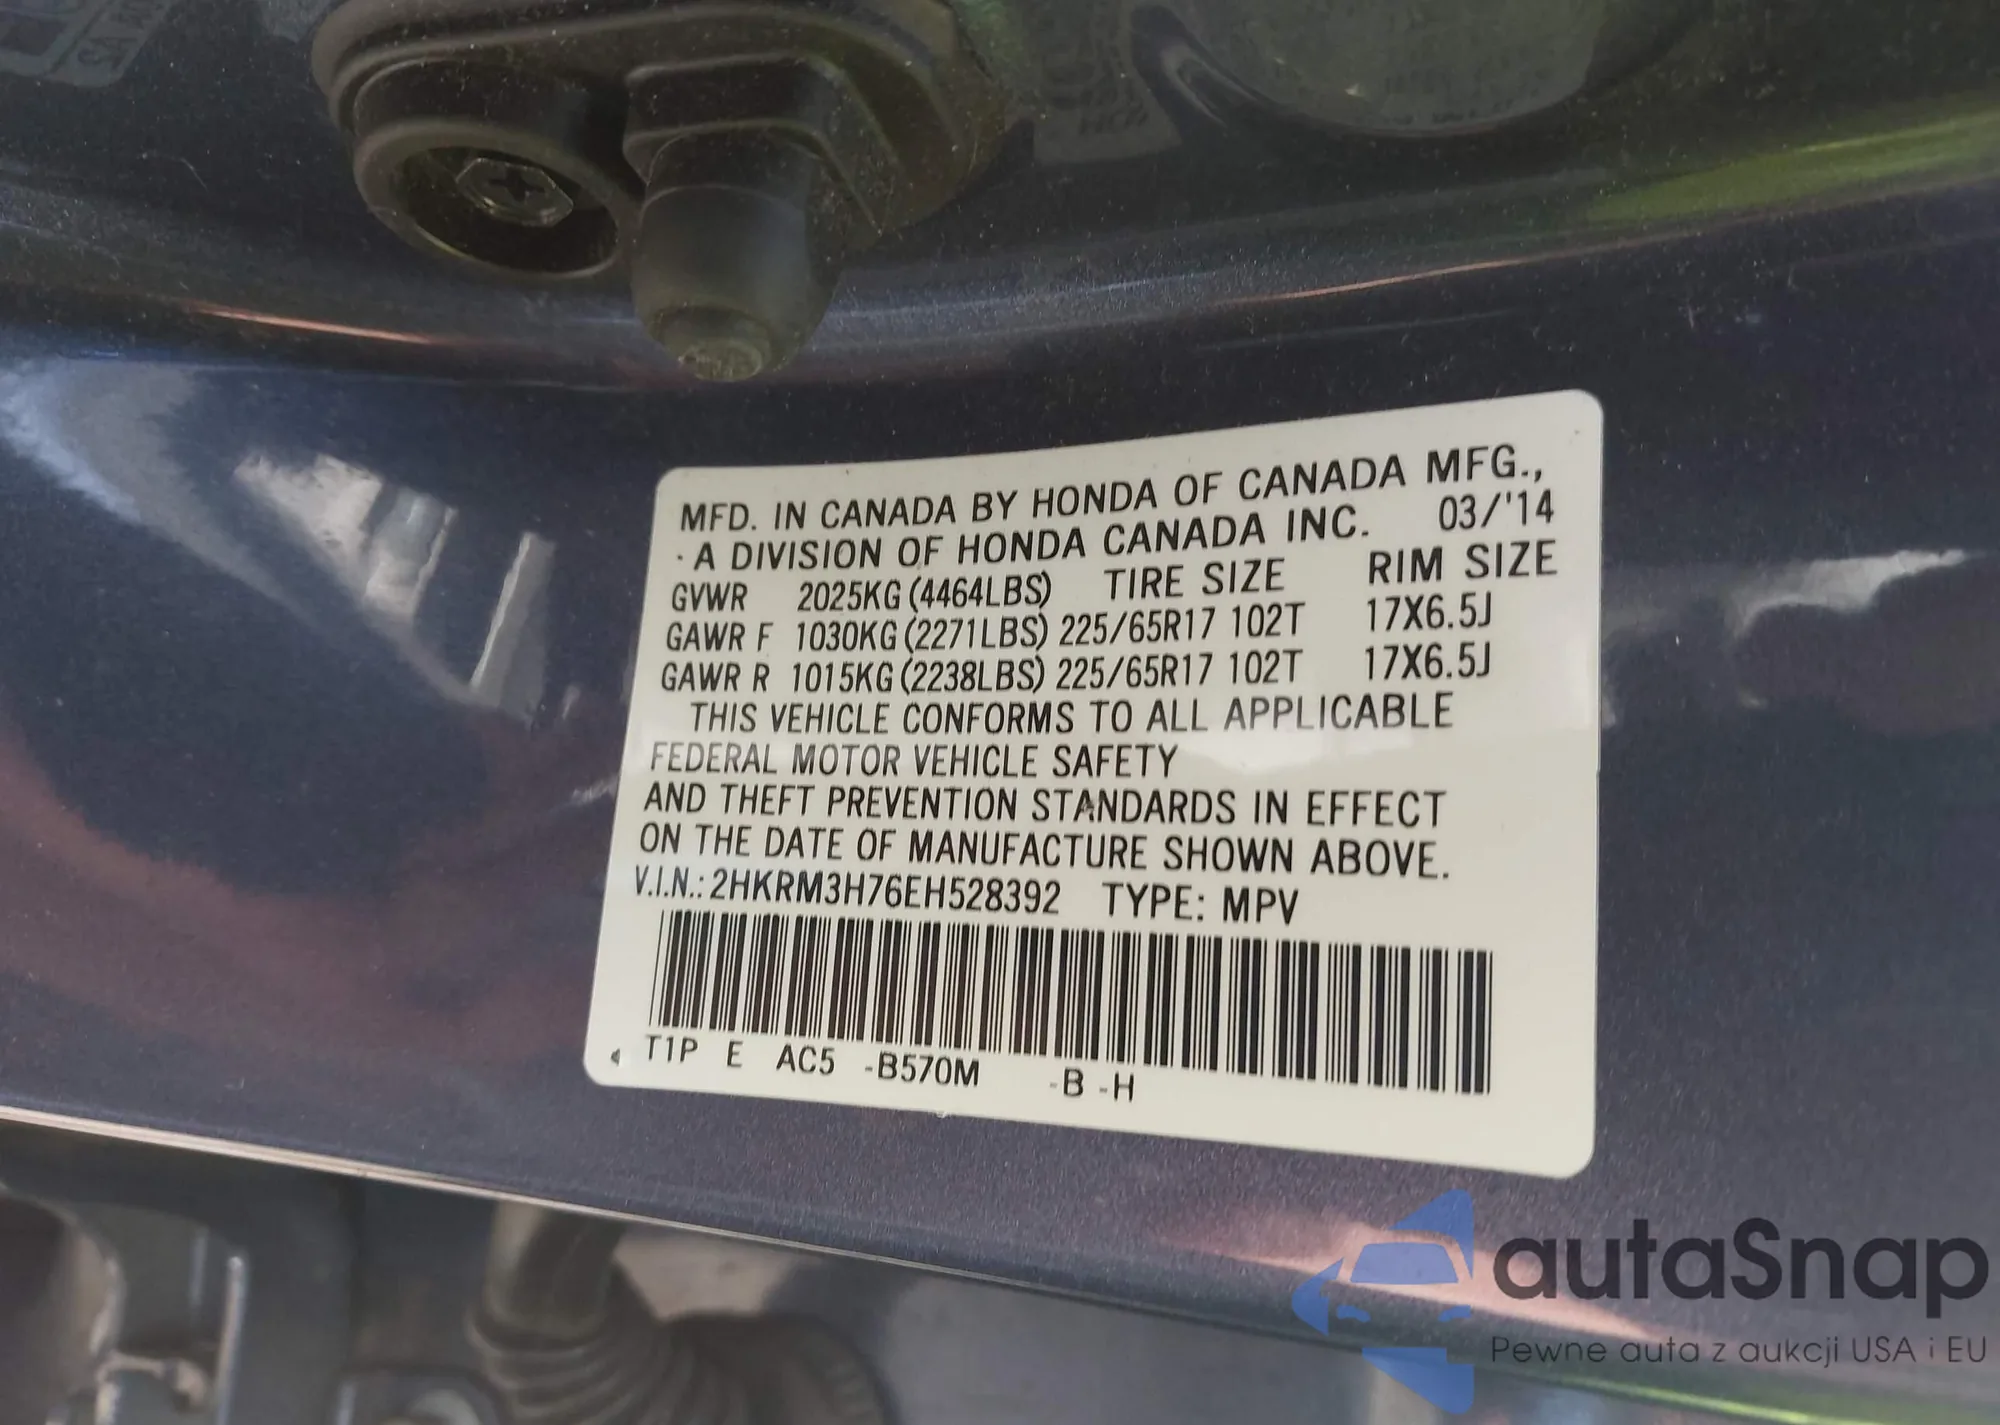 MFD. IN CANADA BY HONDA OF CANADA MFG.,
· A DIVISION OF HONDA CANADA INC. 03/'14
GVWR 2025KG (4464LBS) TIRE SIZE RIM SIZE
GAWR F 1030KG (2271LBS) 225/65R17 102T 17X6.5J
GAWR R 1015KG (2238LBS) 225/65R17 102T 17X6.5J
THIS VEHICLE CONFORMS TO ALL APPLICABLE
FEDERAL MOTOR VEHICLE SAFETY
AND THEFT PREVENTION STANDARDS IN EFFECT
ON THE DATE OF MANUFACTURE SHOWN ABOVE.
V.I.N.: 2HKRM3H76EH528392 TYPE: MPV
T1P E AC5 -B570M -B -H
autaSnap
Pewne auta z aukcji USA i EU